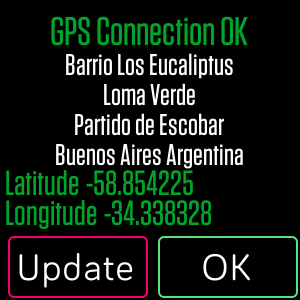 GPS Connection OK
Barrio Los Eucaliptus
Loma Verde
Partido de Escobar
Buenos Aires Argentina
Latitude -58.854225
Longitude -34.338328
Update
OK